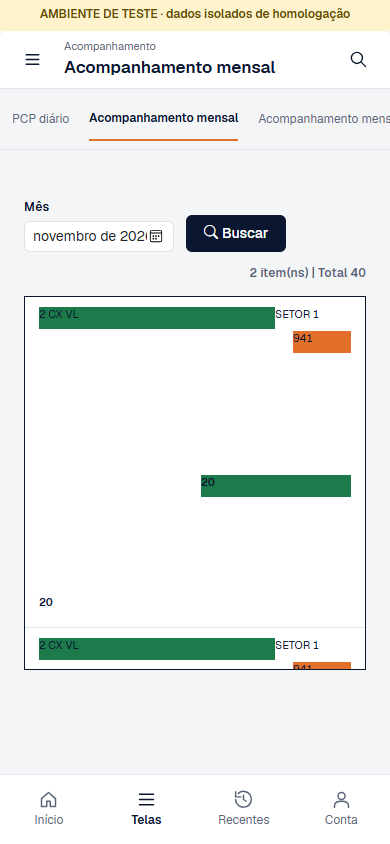 AMBIENTE DE TESTE · dados isolados de homologação
Acompanhamento
Acompanhamento mensal
PCP diário
Acompanhamento mensal
Acompanhamento mens
Mês
novembro de 202
Buscar
2 item(ns) | Total 40
2 CX VL
SETOR 1
941
20
20
2 CX VL
SETOR 1
941
Início
Telas
Recentes
Conta